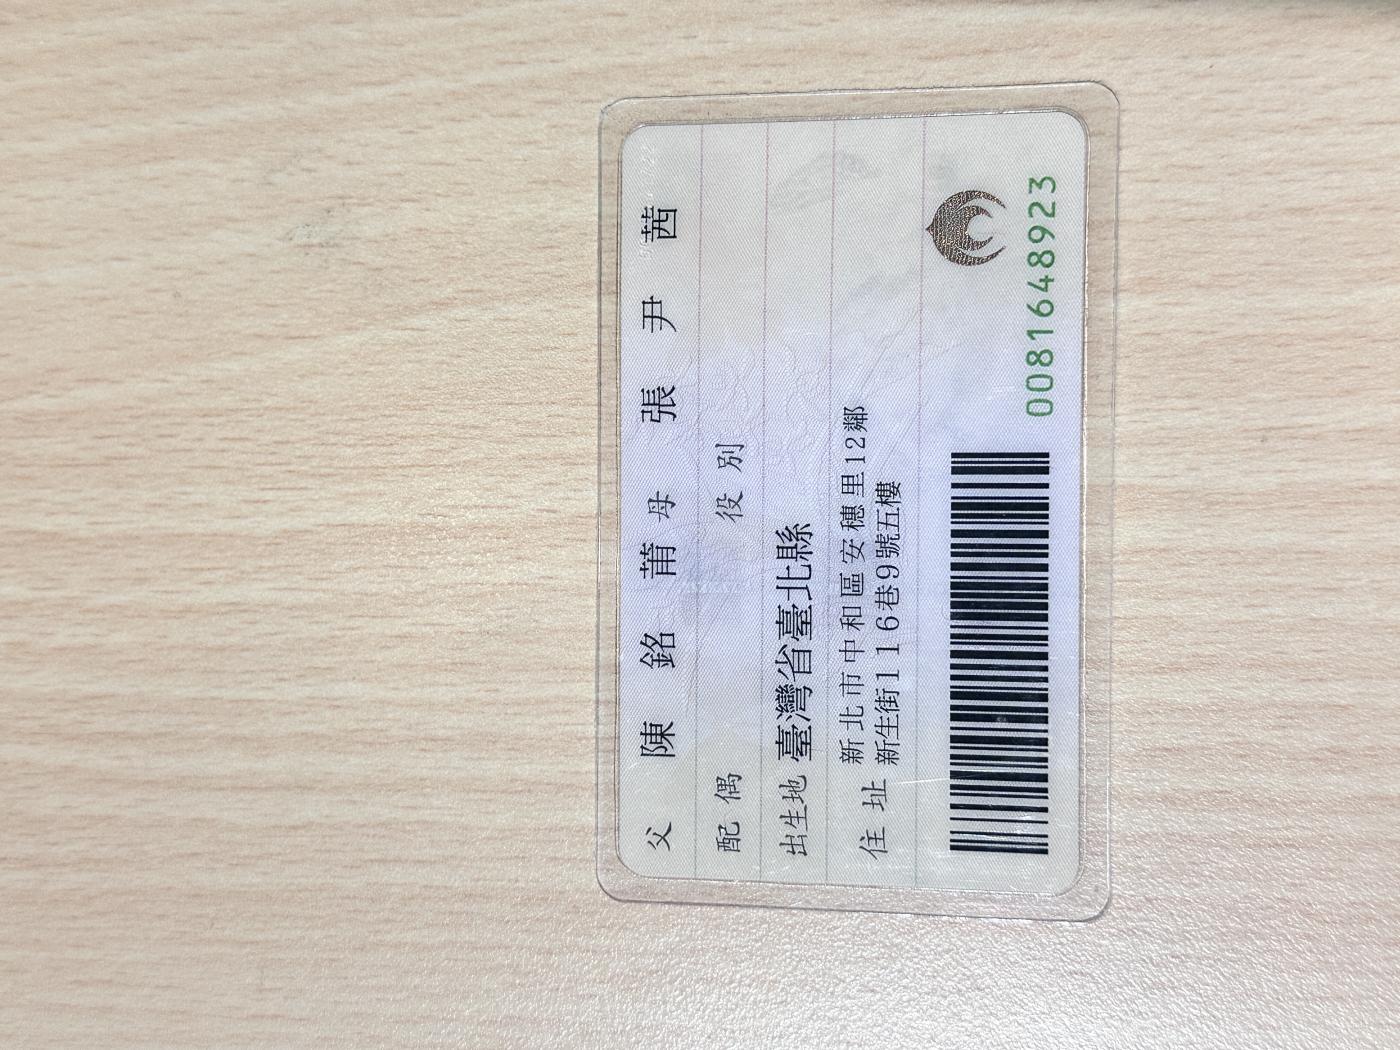 父 陳銘莆 母 張尹茜
配偶 役別
出生地 臺灣省臺北縣
住址 新北市中和區安穗里12鄰
新生街116巷9號五樓
0081648923